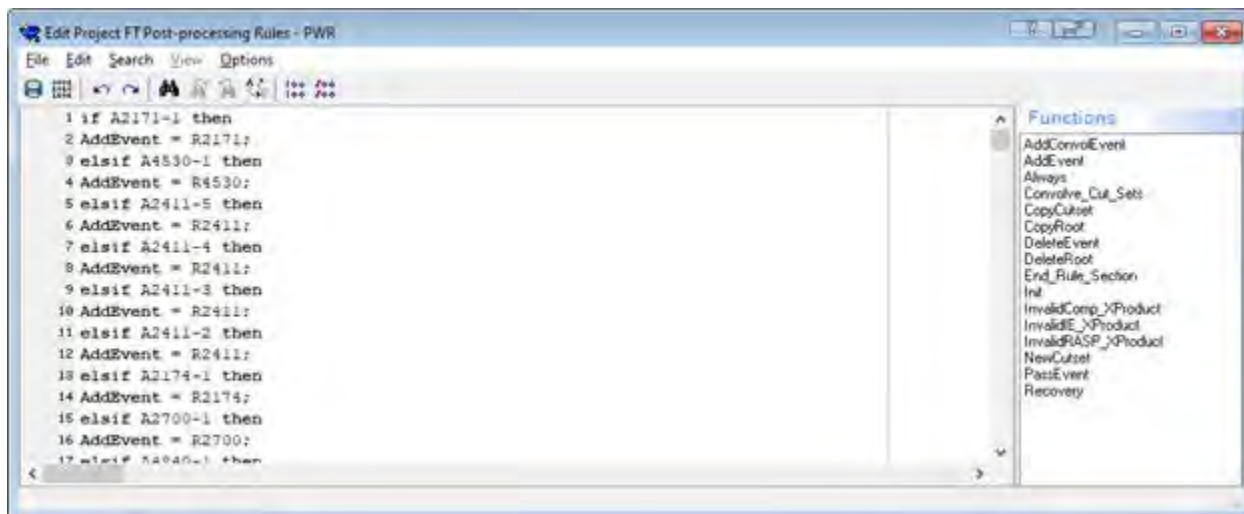 Edit Project FT Post-processing Rules - PWR
File Edit Search View Options
1 if A2171-1 then
2 AddEvent = R2171;
3 elsif A4530-1 then
4 AddEvent = R4530;
5 elsif A2411-5 then
6 AddEvent = R2411;
7 elsif A2411-4 then
8 AddEvent = R2411;
9 elsif A2411-3 then
10 AddEvent = R2411;
11 elsif A2411-2 then
12 AddEvent = R2411;
13 elsif A2174-1 then
14 AddEvent = R2174;
15 elsif A2700-1 then
16 AddEvent = R2700;
17 elsif then
Functions
AddConvolEvent
AddEvent
Always
Convolve_Cut_Sets
CopyCutset
CopyRoot
DeleteEvent
DeleteRoot
End_Rule_Section
Init
InvalidComp_XProduct
InvalidIE_XProduct
InvalidRASP_XProduct
NewCutset
PassEvent
Recovery